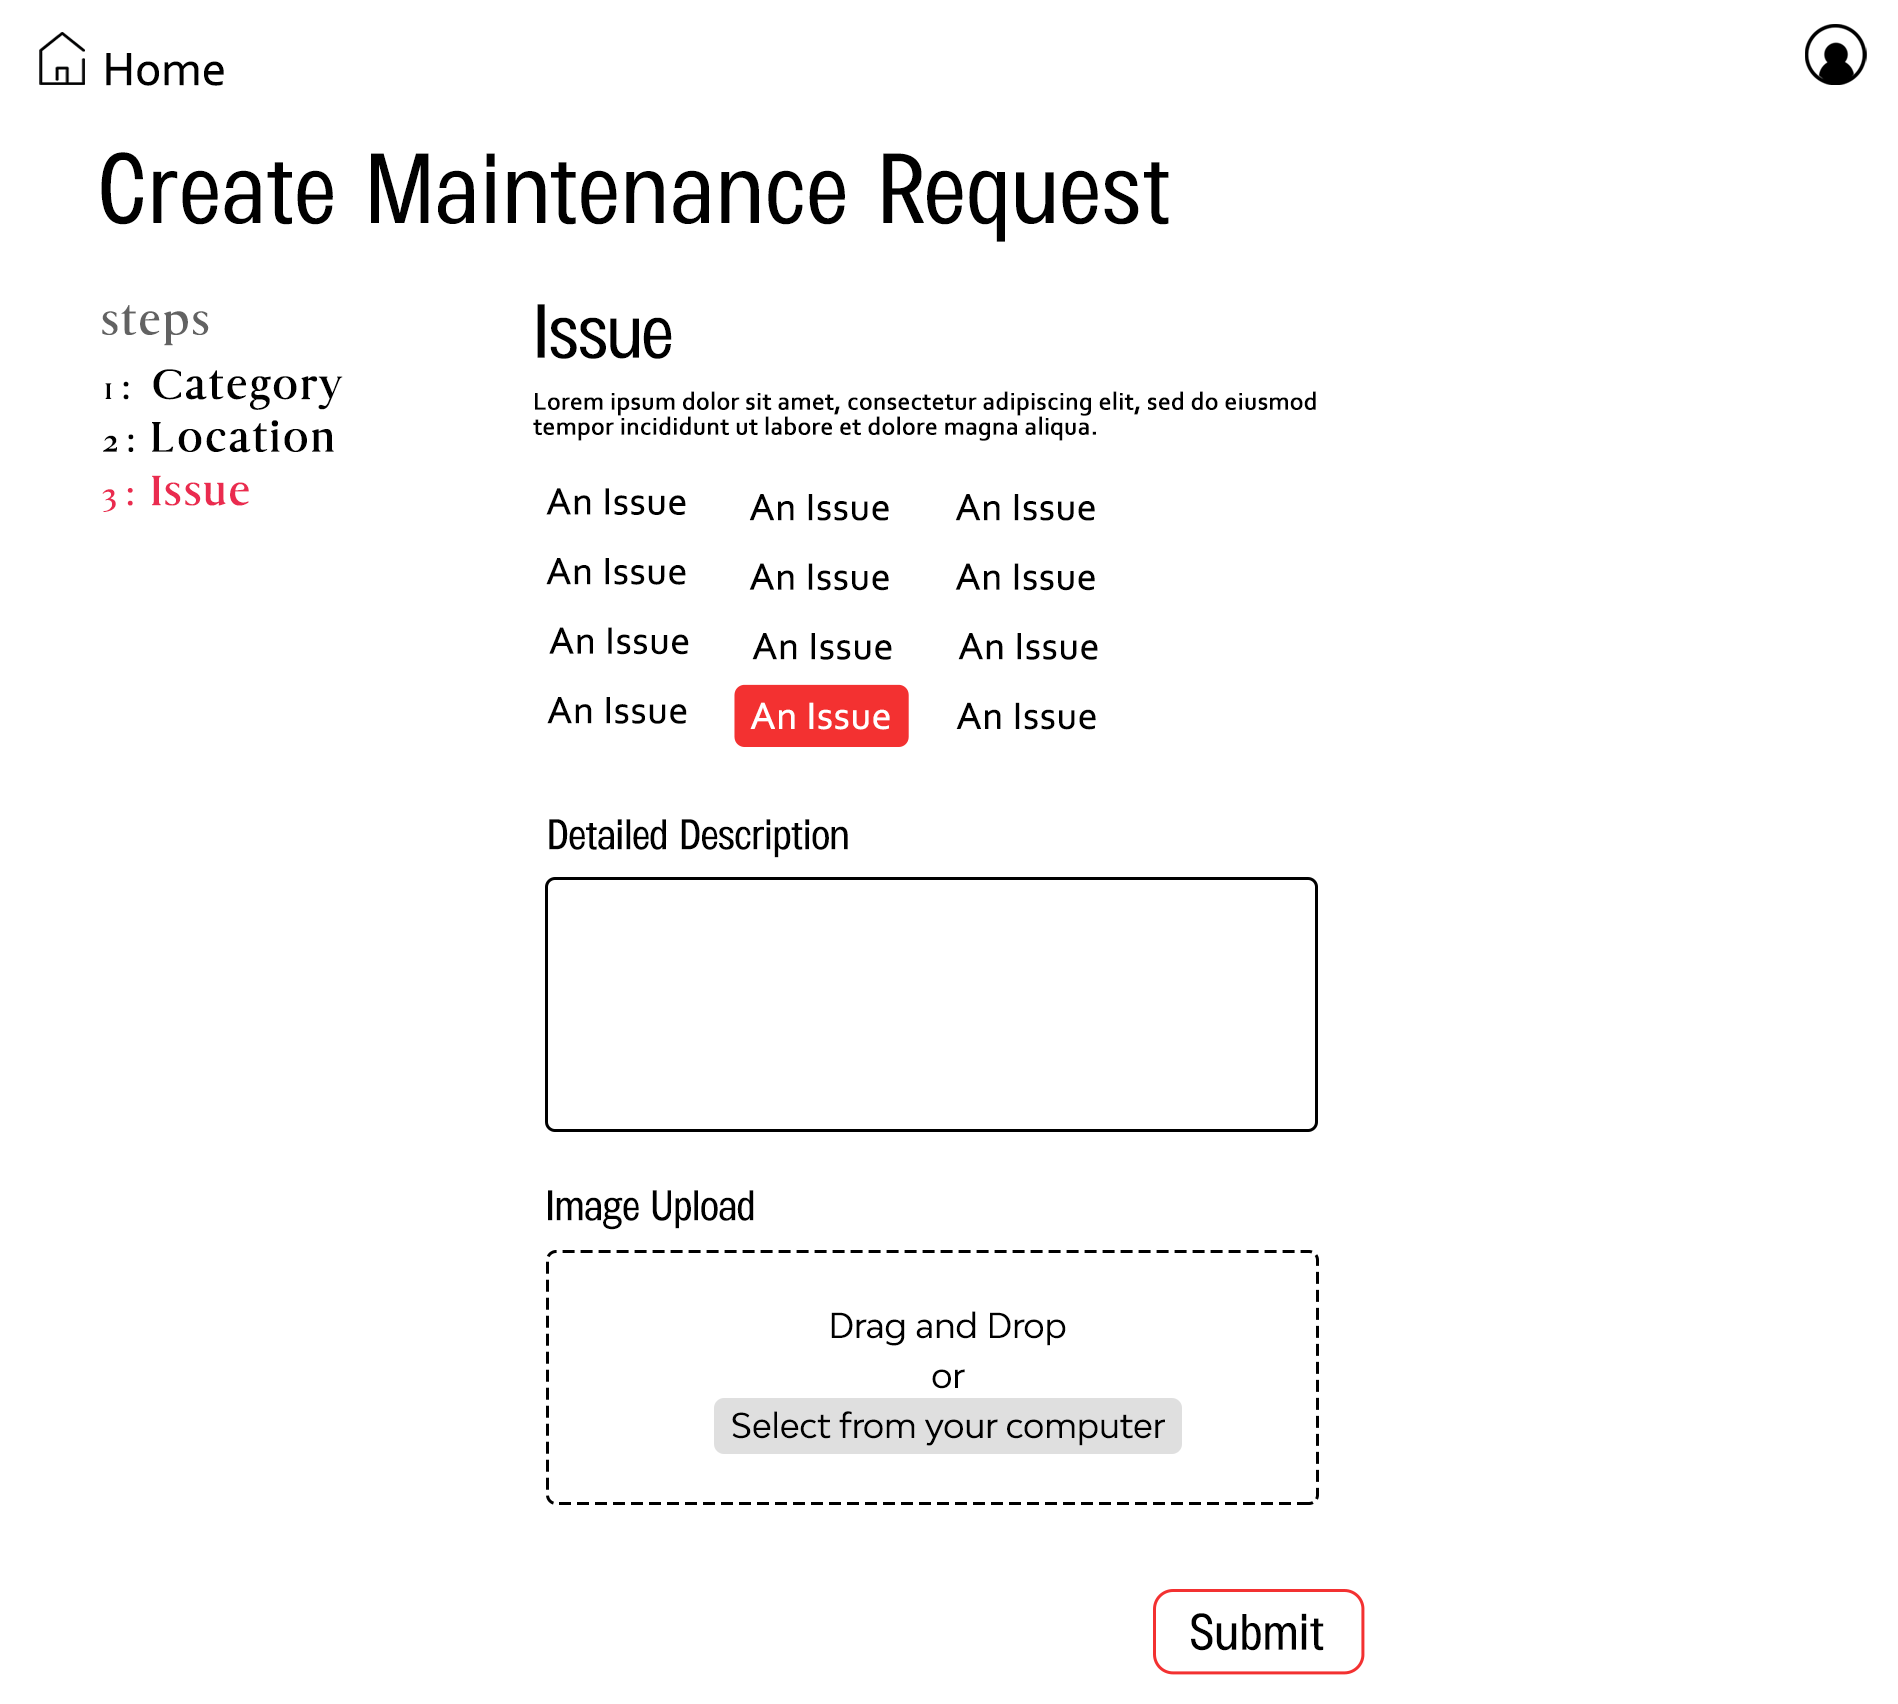 Home
Create Maintenance Request
steps
1: Category
2: Location
3: Issue
Issue
Lorem ipsum dolor sit amet, consectetur adipiscing elit, sed do eiusmod
tempor incididunt ut labore et dolore magna aliqua.
An Issue An Issue An Issue
An Issue An Issue An Issue
An Issue An Issue An Issue
An Issue An Issue An Issue
Detailed Description
Image Upload
Drag and Drop
or
Select from your computer
Submit